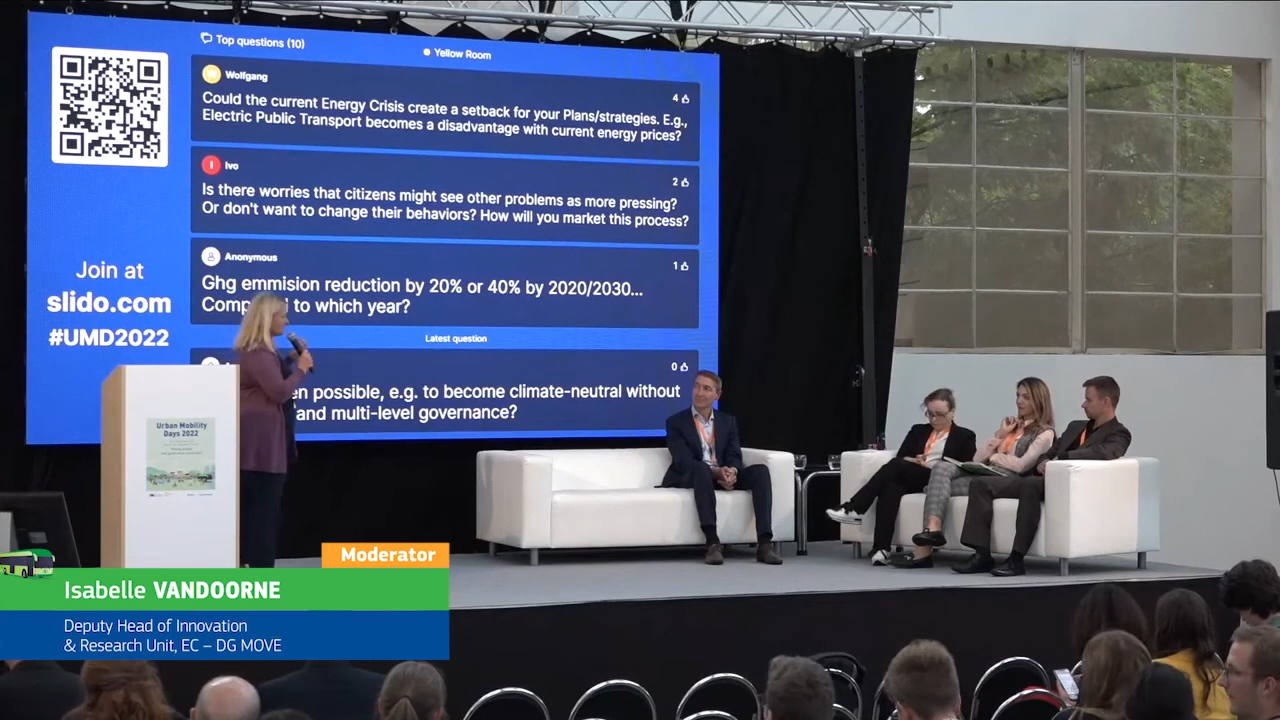 Top questions (10)
Yellow Room
Wolfgang
4
Could the current Energy Crisis create a setback for your Plans/strategies. E.g.,
Electric Public Transport becomes a disadvantage with current energy prices?
I
Ivo
2
Is there worries that citizens might see other problems as more pressing?
Or don't want to change their behaviors? How will you market this process?
Anonymous
1
Ghg emmision reduction by 20% or 40% by 2020/2030...
to which year?
Latest question
0
possible, e.g. to become climate-neutral without
and multi-level governance?
Join at
slido.com
#UMD2022
Urban Mobility
Days 2022
Moderator
Isabelle VANDOORNE
Deputy Head of Innovation
& Research Unit, EC – DG MOVE